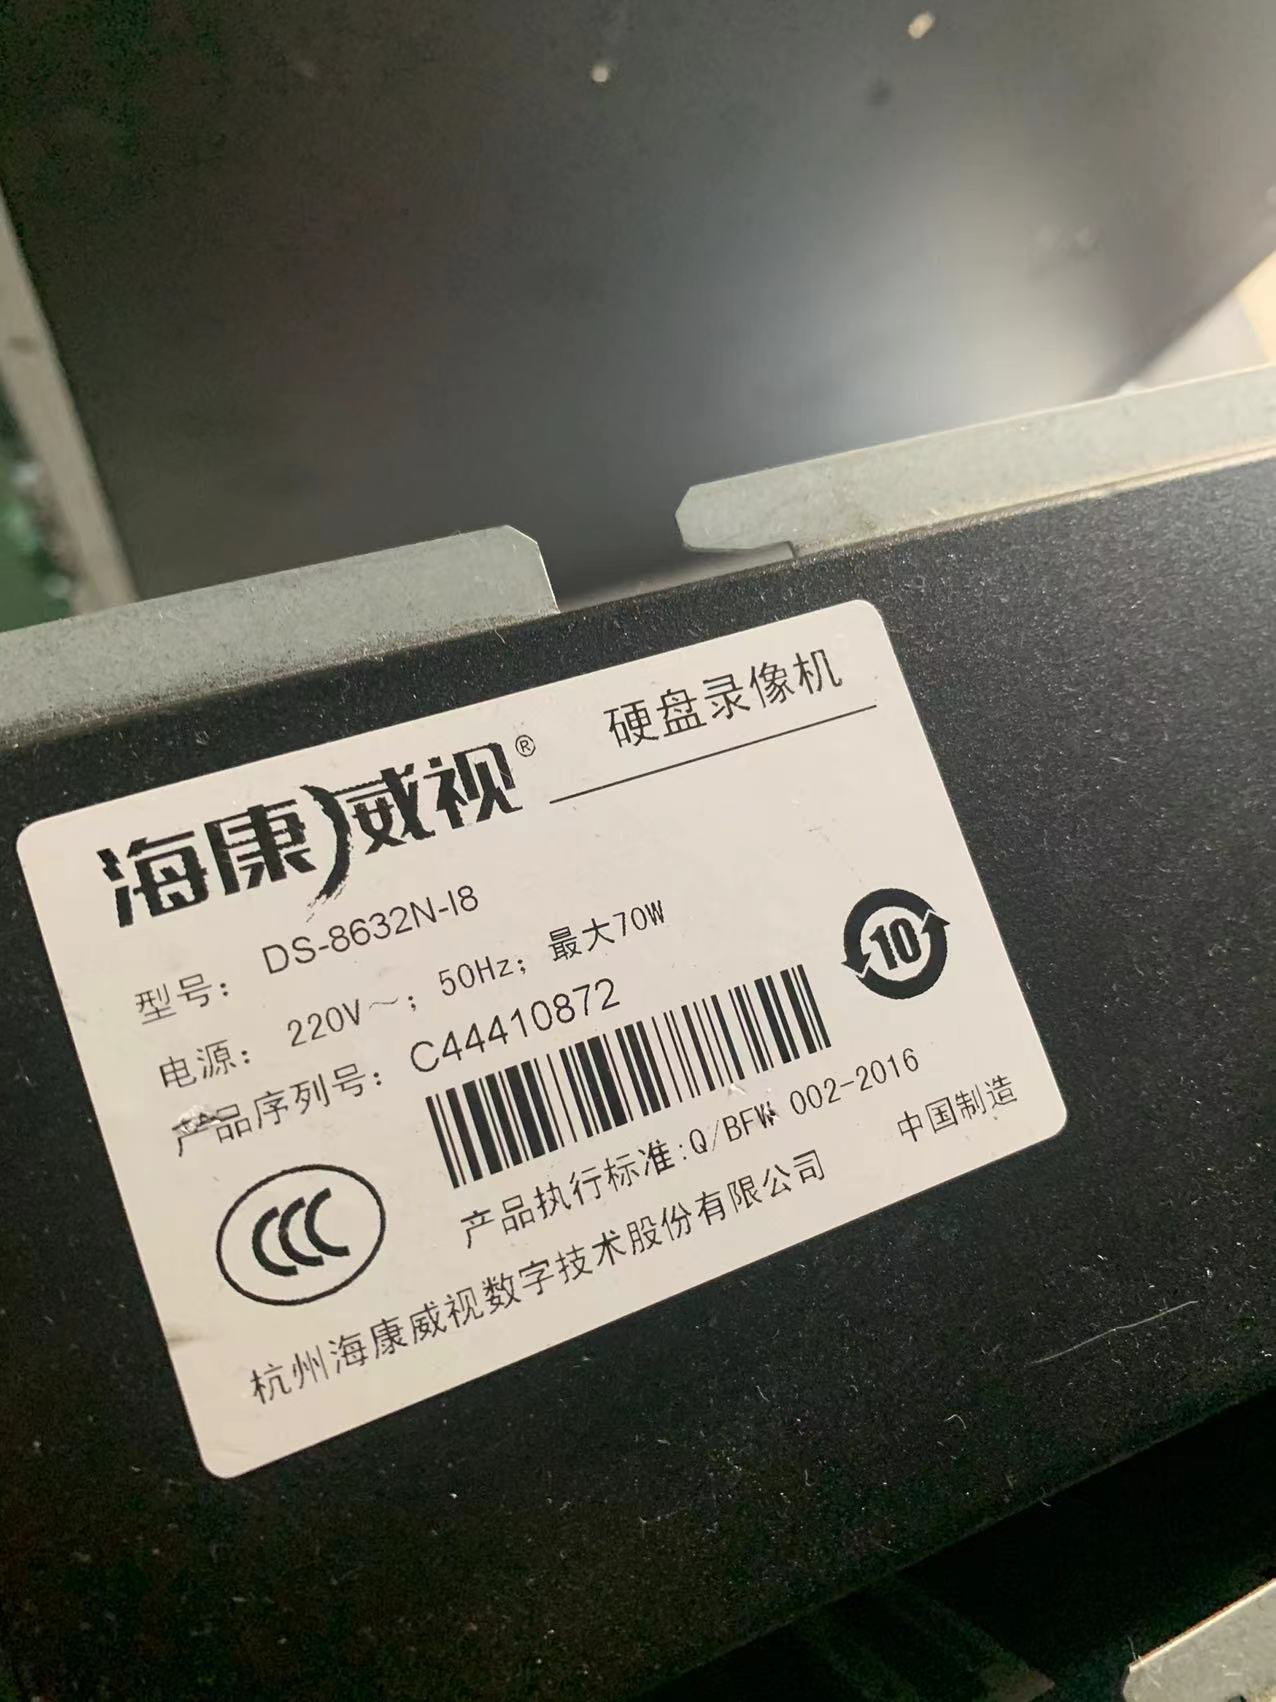 海康威视® 硬盘录像机
型号: DS-8632N-I8
电源: 220V～; 50Hz; 最大70W
产品序列号: C44410872
10
产品执行标准:Q/BFW 002-2016
CCC
杭州海康威视数字技术股份有限公司 中国制造